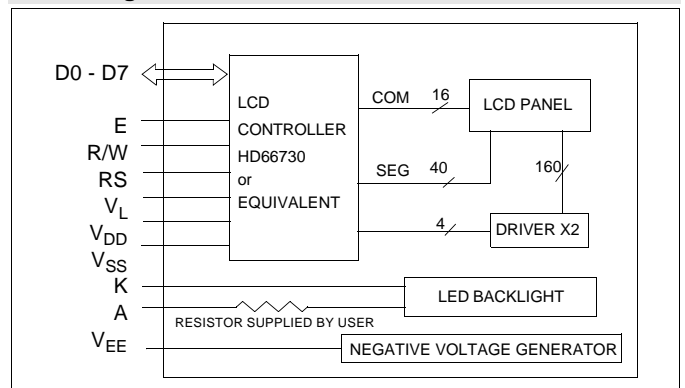 D0 - D7
E
R/W
RS
VL
VDD
VSS
K
A
VEE
LCD
CONTROLLER
HD66730
or
EQUIVALENT
COM 16
SEG 40
4
LCD PANEL
160
DRIVER X2
LED BACKLIGHT
RESISTOR SUPPLIED BY USER
NEGATIVE VOLTAGE GENERATOR